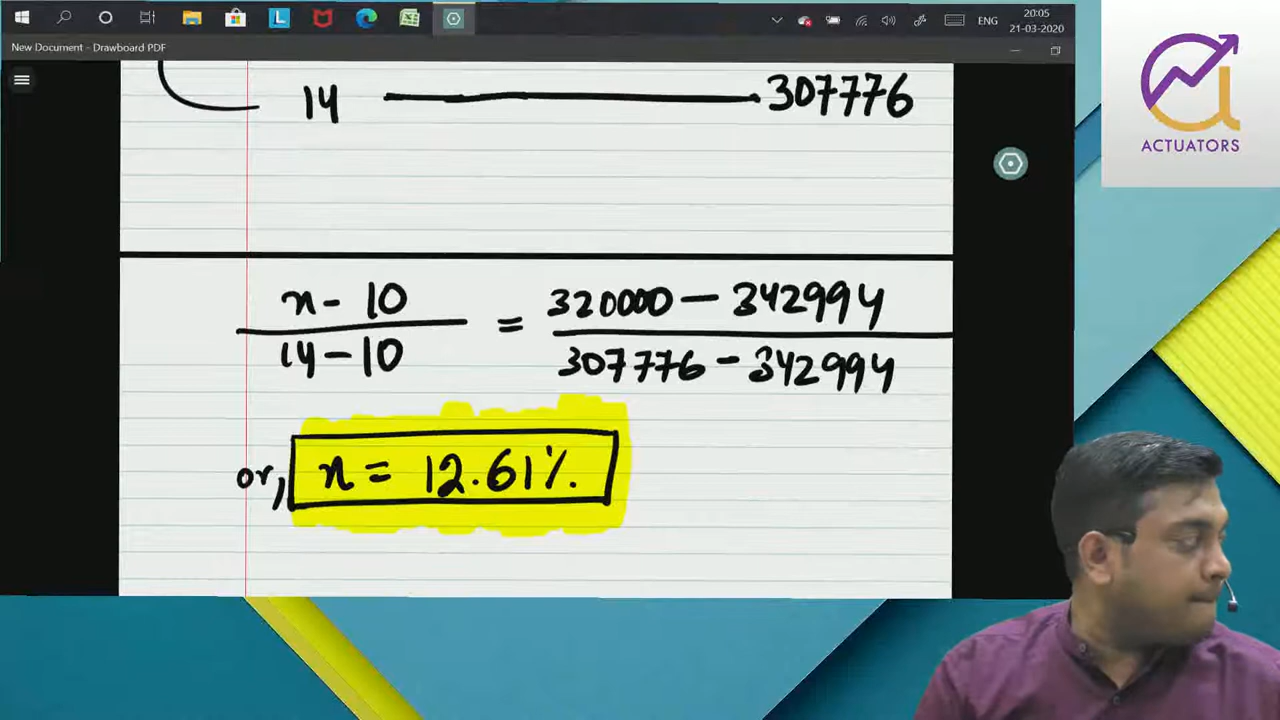 ENG
20:05
21-03-2020
New Document - Drawboard PDF
ACTUATORS
14 307776
x - 10 / 14 - 10 = 320000 - 342994 / 307776 - 342994
or, x = 12.61%.